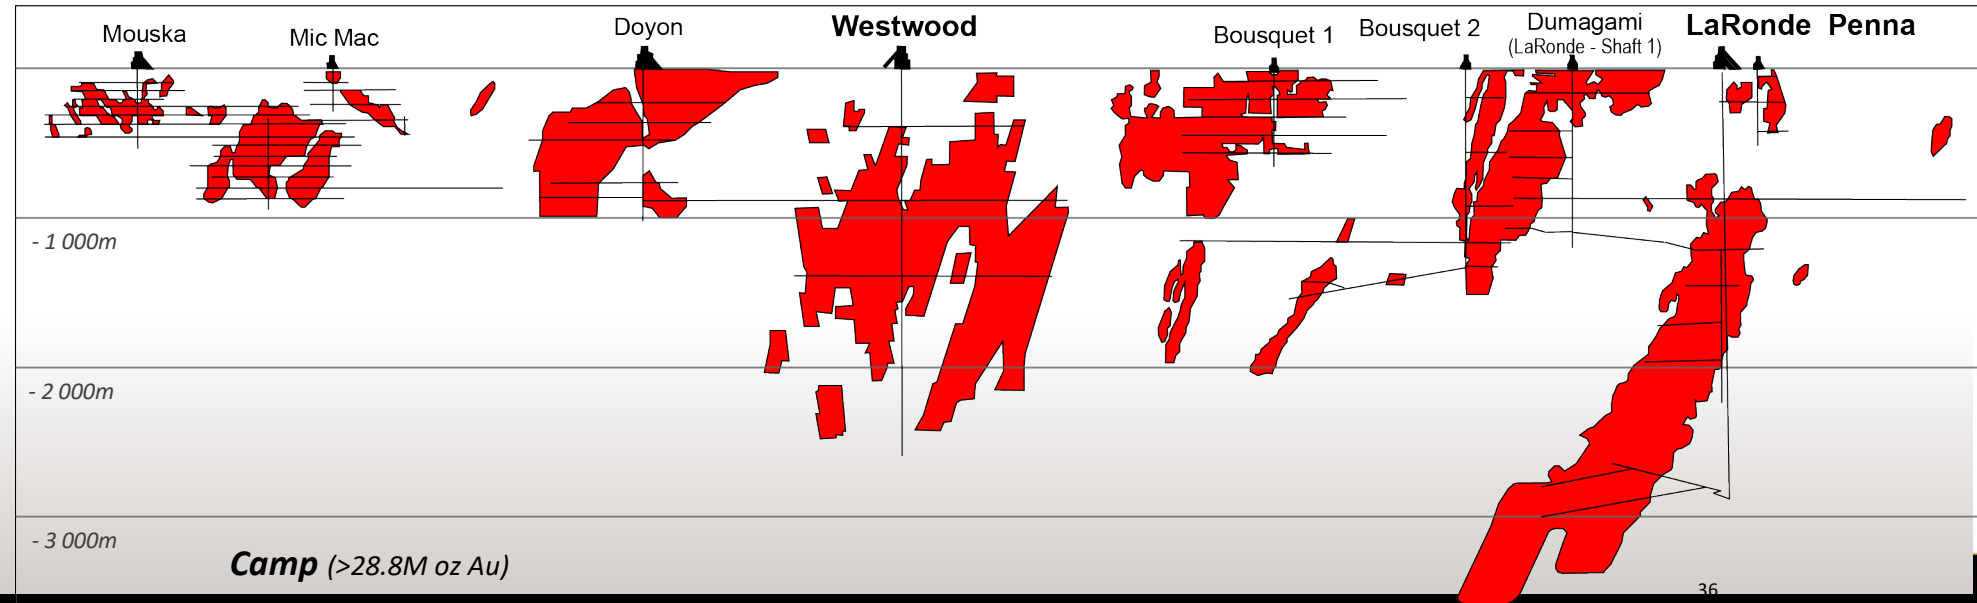 Mouska
Mic Mac
Doyon
Westwood
Bousquet 1
Bousquet 2
Dumagami
(LaRonde - Shaft 1)
LaRonde Penna
- 1 000m
- 2 000m
- 3 000m
Camp (>28.8M oz Au)
36